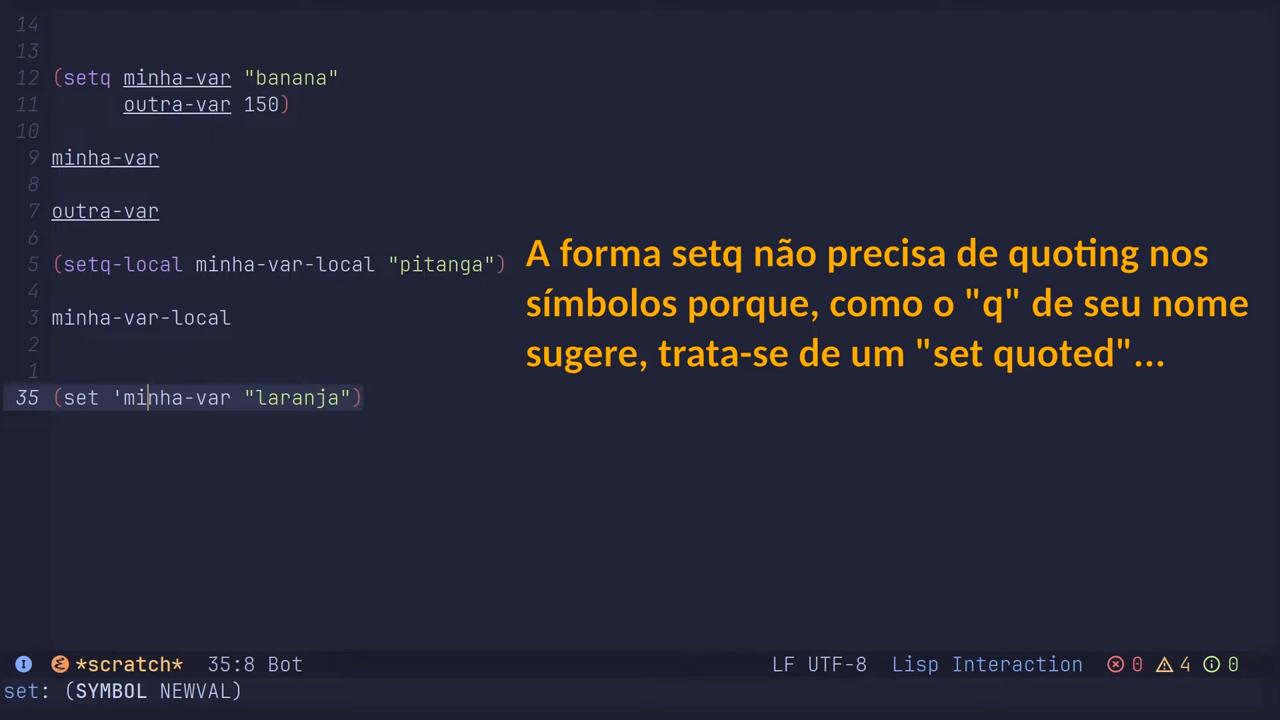 14
13
12 (setq minha-var "banana"
11 outra-var 150)
10
9 minha-var
8
7 outra-var
6
5 (setq-local minha-var-local "pitanga")
4
3 minha-var-local
2
1
35 (set 'minha-var "laranja")
A forma setq não precisa de quoting nos
símbolos porque, como o "q" de seu nome
sugere, trata-se de um "set quoted"...
I *scratch* 35:8 Bot LF UTF-8 Lisp Interaction 0 4 0
set: (SYMBOL NEWVAL)